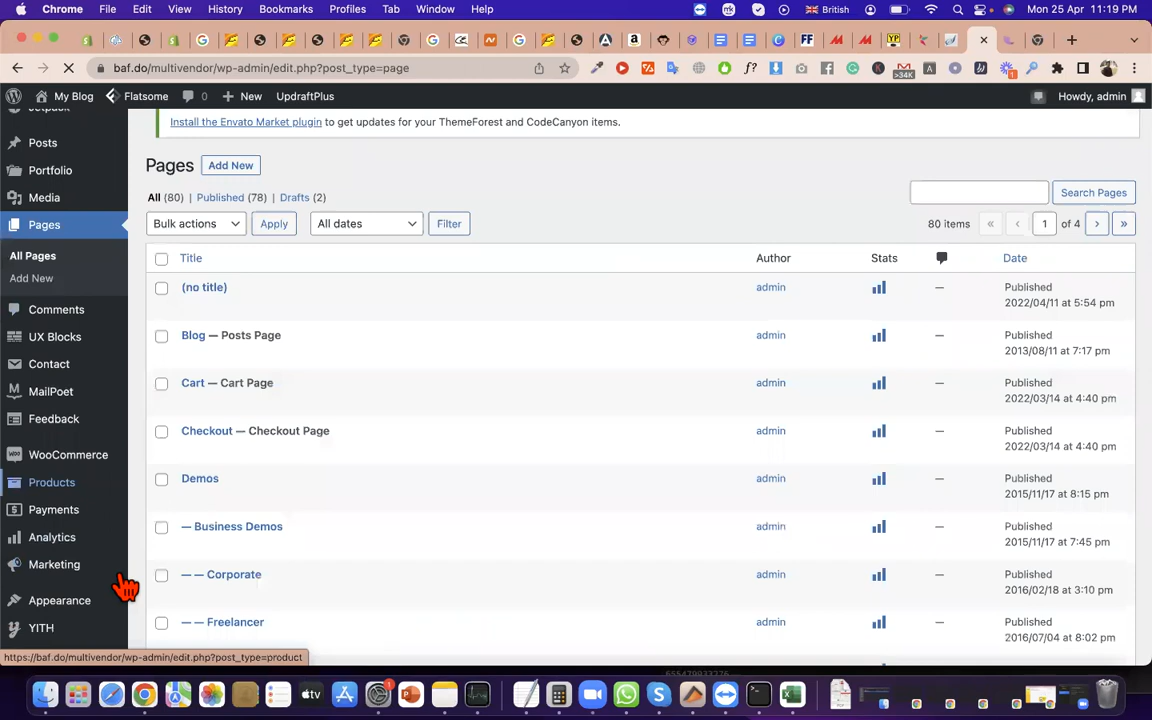 Chrome File Edit View History Bookmarks Profiles Tab Window Help British Mon 25 Apr 11:19 PM
baf.do/multivendor/wp-admin/edit.php?post_type=page >34K
My Blog Flatsome 0 New UpdraftPlus Howdy, admin
Install the Envato Market plugin to get updates for your ThemeForest and CodeCanyon items.
Posts
Portfolio
Media
Pages
All Pages
Add New
Comments
UX Blocks
Contact
MailPoet
Feedback
WooCommerce
Products
Payments
Analytics
Marketing
Appearance
YITH
Pages Add New
All (80) | Published (78) | Drafts (2)
Search Pages
Bulk actions Apply All dates Filter 80 items « ‹ 1 of 4 › »
Title Author Stats Date
(no title) admin — Published
2022/04/11 at 5:54 pm
Blog — Posts Page admin — Published
2013/08/11 at 7:17 pm
Cart — Cart Page admin — Published
2022/03/14 at 4:40 pm
Checkout — Checkout Page admin — Published
2022/03/14 at 4:40 pm
Demos admin — Published
2015/11/17 at 8:15 pm
— Business Demos admin — Published
2015/11/17 at 7:45 pm
— — Corporate admin — Published
2016/02/18 at 3:10 pm
— — Freelancer admin — Published
2016/07/04 at 8:02 pm
https://baf.do/multivendor/wp-admin/edit.php?post_type=product